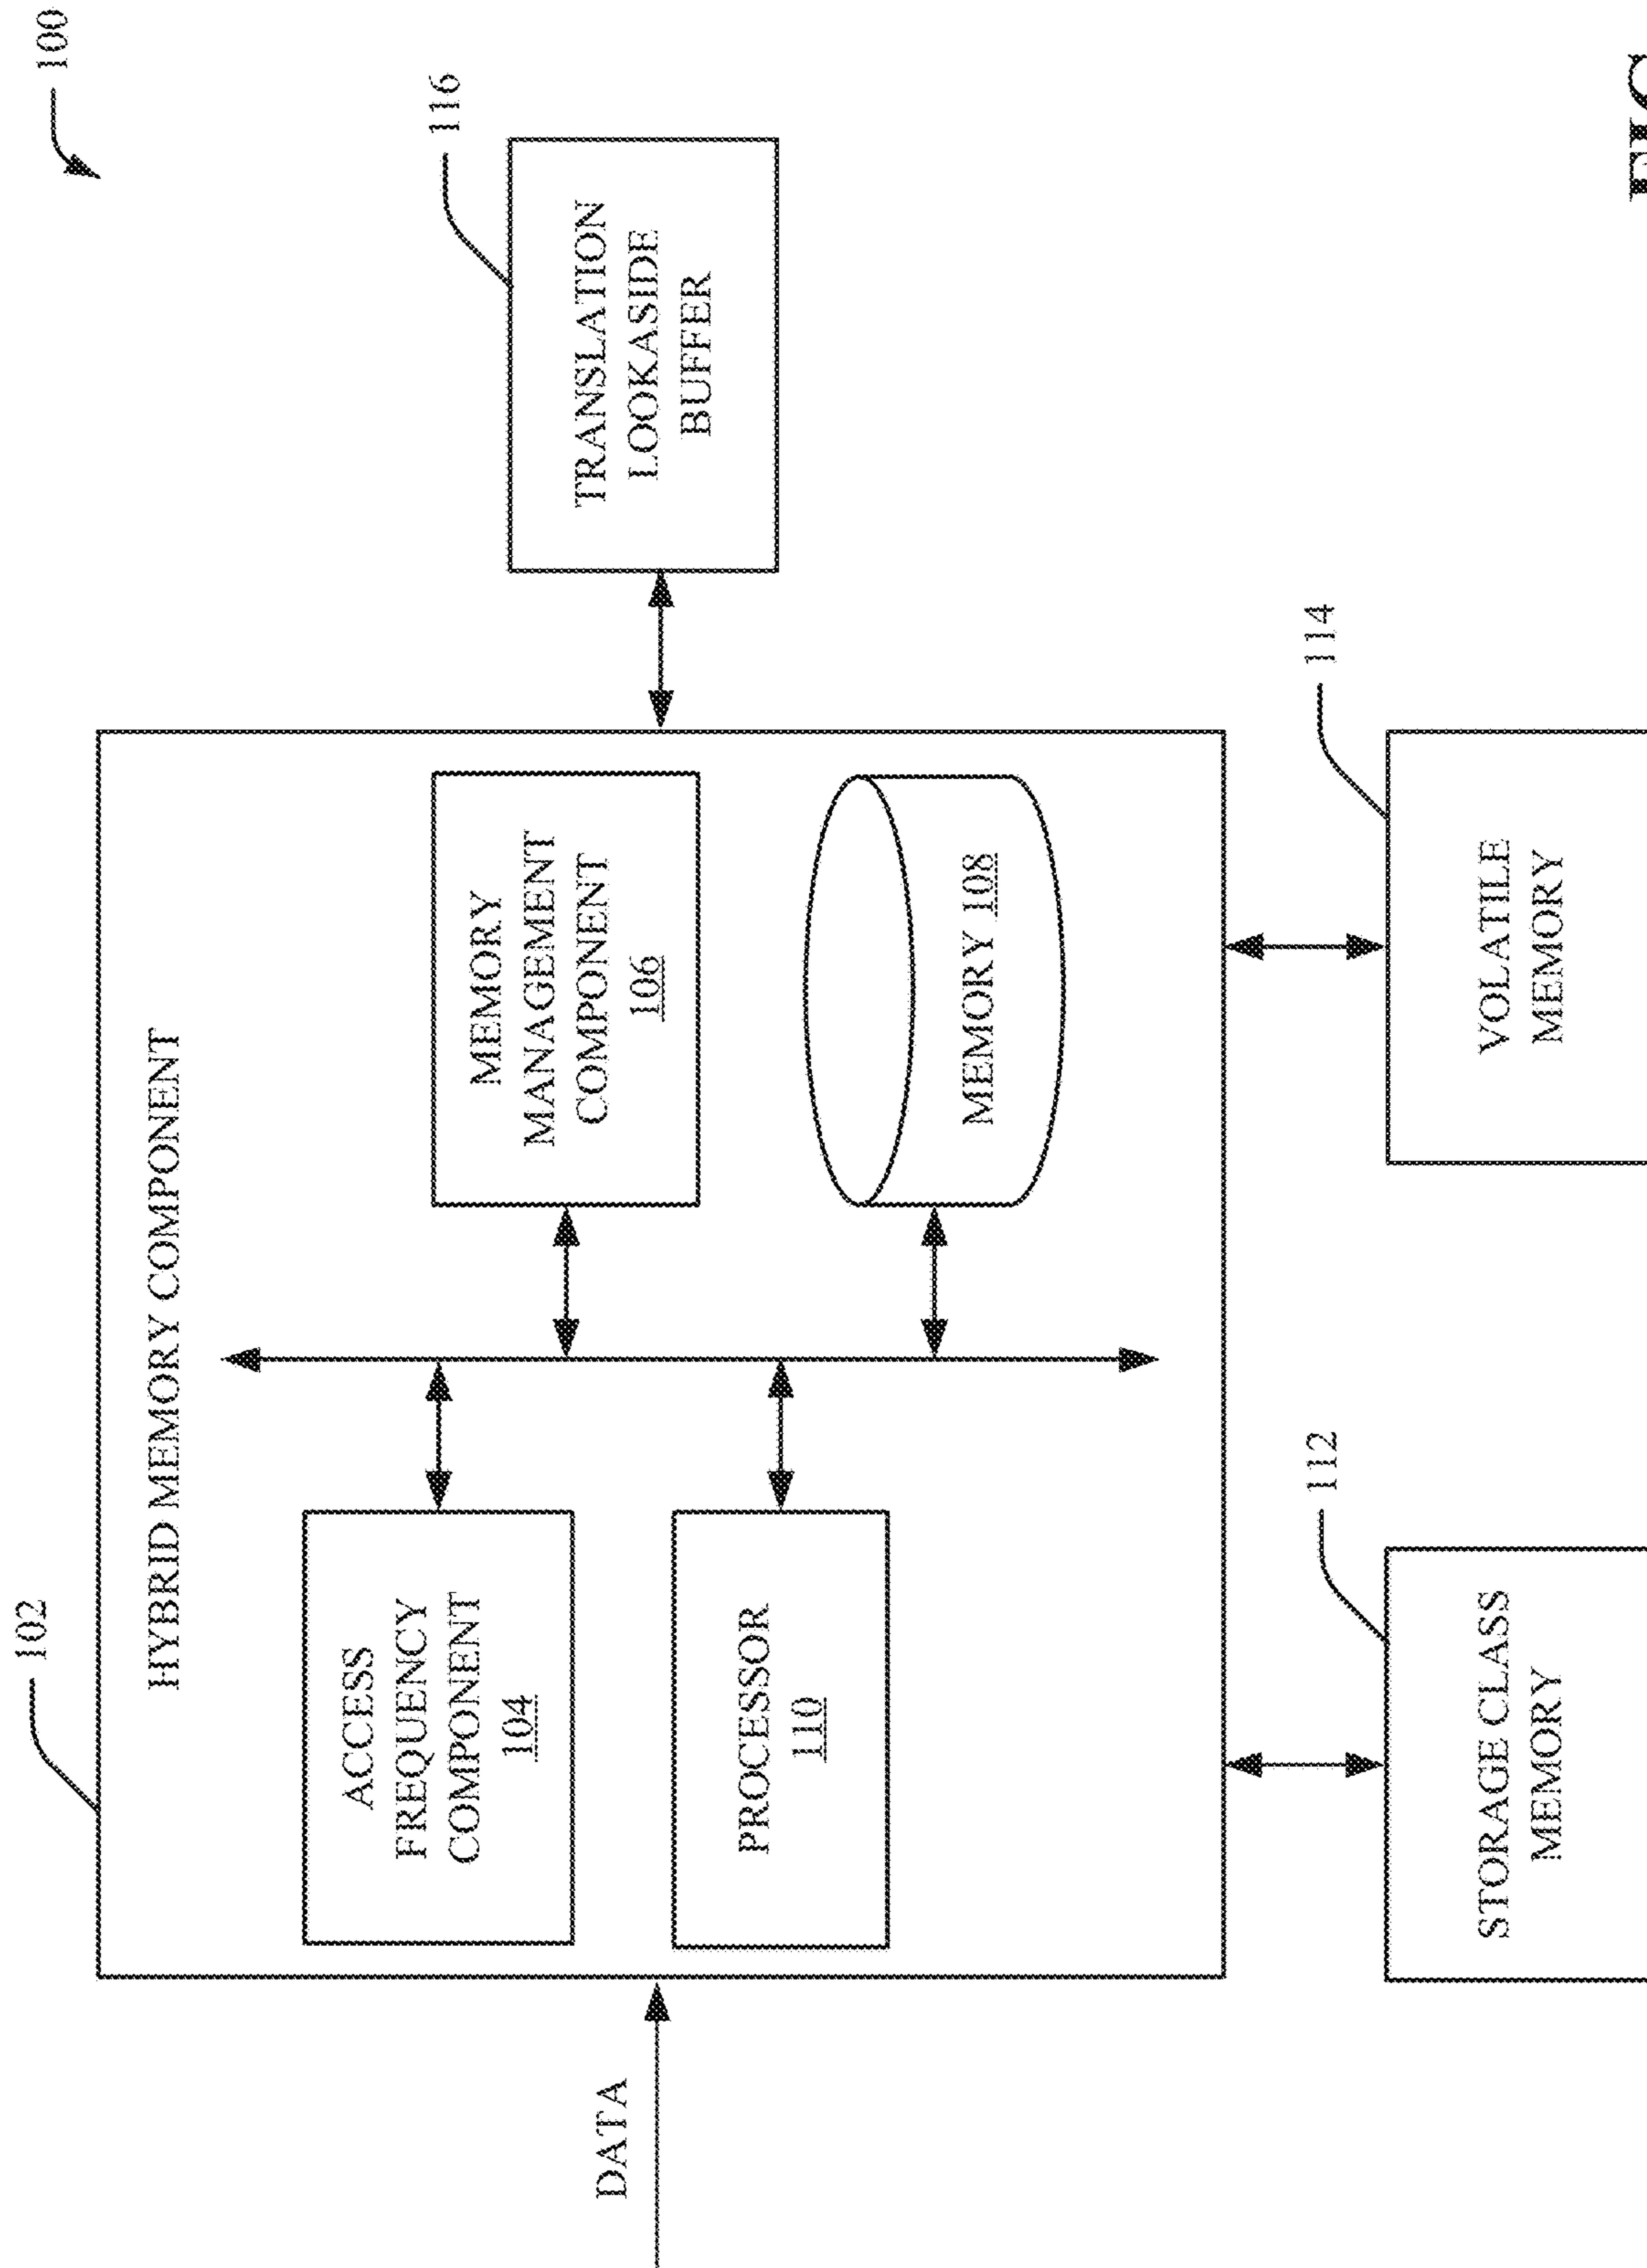 100
102
HYBRID MEMORY COMPONENT
ACCESS
FREQUENCY
COMPONENT
104
MEMORY
MANAGEMENT
COMPONENT
106
116
TRANSLATION
LOOKASIDE
BUFFER
DATA
PROCESSOR
110
MEMORY 108
112
STORAGE CLASS
MEMORY
114
VOLATILE
MEMORY